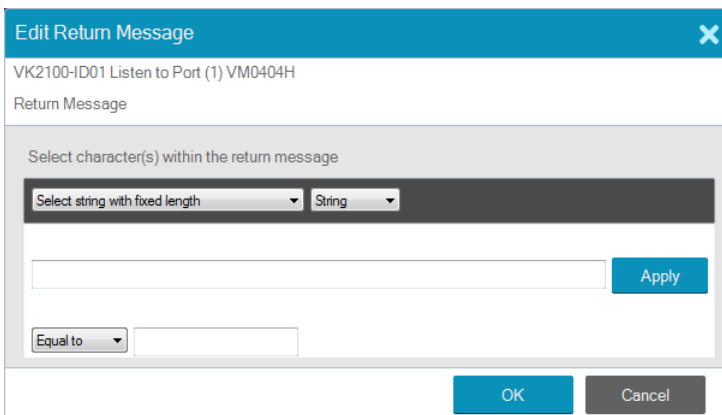 Edit Return Message
VK2100-ID01 Listen to Port (1) VM0404H
Return Message
Select character(s) within the return message
Select string with fixed length String
Apply
Equal to
OK Cancel